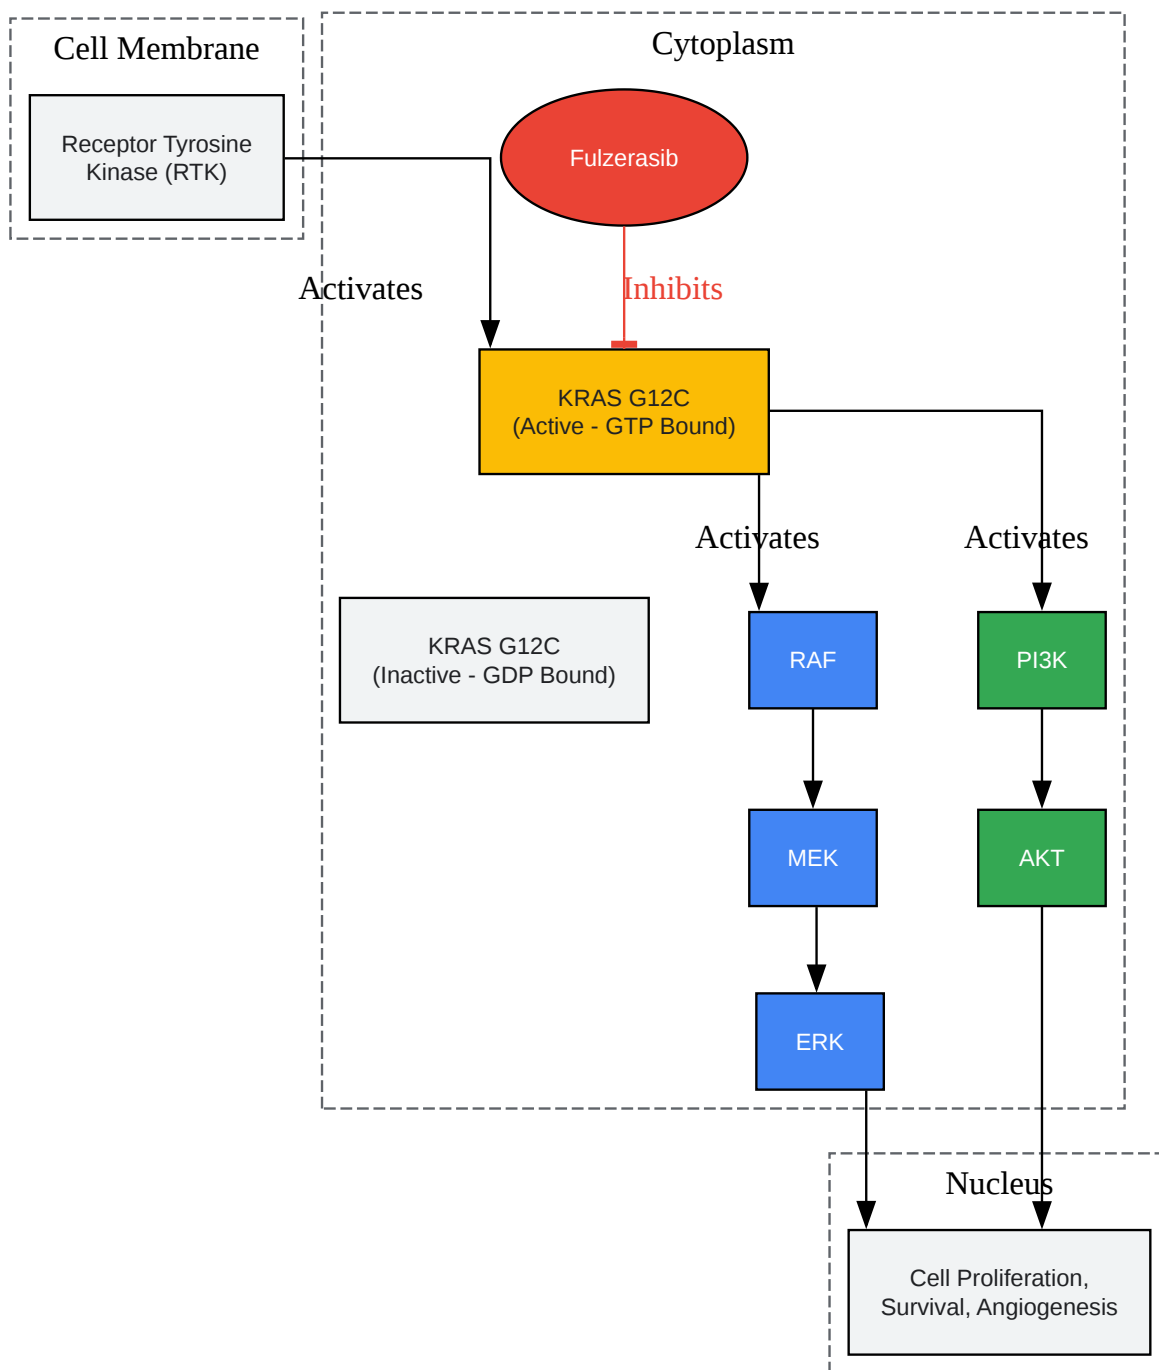 Cell Membrane
Cytoplasm
Receptor Tyrosine
Kinase (RTK)
Fulzerasib
Activates
Inhibits
KRAS G12C
(Active - GTP Bound)
Activates
Activates
KRAS G12C
(Inactive - GDP Bound)
RAF
PI3K
MEK
AKT
ERK
Nucleus
Cell Proliferation,
Survival, Angiogenesis